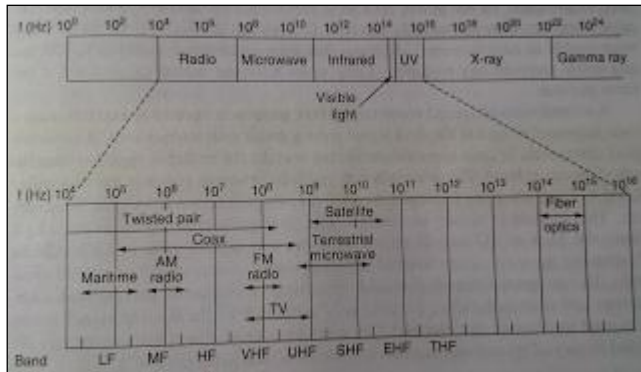 f (Hz) 10⁰ 10² 10⁴ 10⁶ 10⁸ 10¹⁰ 10¹² 10¹⁴ 10¹⁶ 10¹⁸ 10²⁰ 10²² 10²⁴
Radio Microwave Infrared UV X-ray Gamma ray
Visible
light
f (Hz) 10⁴ 10⁵ 10⁶ 10⁷ 10⁸ 10⁹ 10¹⁰ 10¹¹ 10¹² 10¹³ 10¹⁴ 10¹⁵ 10¹⁶
Twisted pair Satellite Fiber
optics
Coax
Maritime AM
radio FM
radio Terrestrial
microwave
TV
Band LF MF HF VHF UHF SHF EHF THF